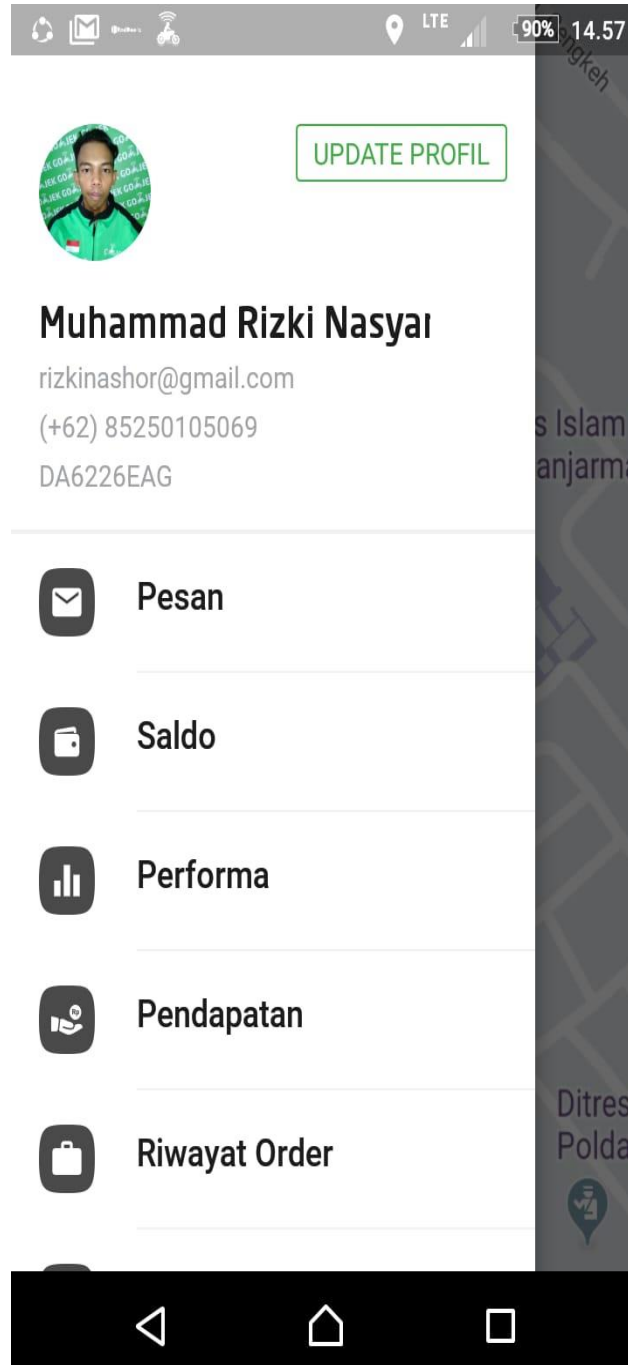 LTE
90% 14.57
UPDATE PROFIL
Muhammad Rizki Nasyar
rizkinashor@gmail.com
(+62) 85250105069
DA6226EAG
s Islam
anjarma
Pesan
Saldo
Performa
Pendapatan
Riwayat Order
Ditres
Polda
Rp